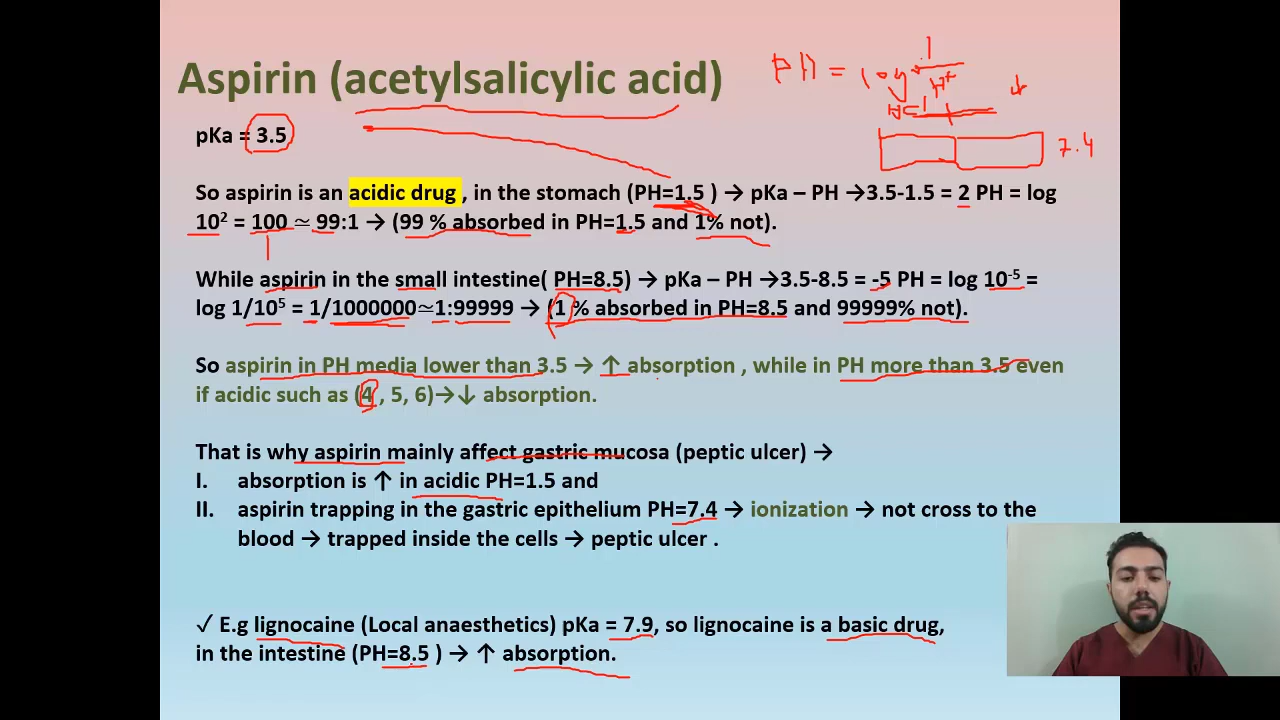 Aspirin (acetylsalicylic acid)
PH = log 1/H+
pKa = 3.5
7.4
So aspirin is an acidic drug , in the stomach (PH=1.5 ) → pKa – PH →3.5-1.5 = 2 PH = log
10² = 100 ≃ 99:1 → (99 % absorbed in PH=1.5 and 1% not).
While aspirin in the small intestine( PH=8.5) → pKa – PH →3.5-8.5 = -5 PH = log 10⁻⁵ =
log 1/10⁵ = 1/1000000≃1:99999 → (1 % absorbed in PH=8.5 and 99999% not).
So aspirin in PH media lower than 3.5 → ↑ absorption , while in PH more than 3.5 even
if acidic such as (4 , 5, 6)→↓ absorption.
That is why aspirin mainly affect gastric mucosa (peptic ulcer) →
I. absorption is ↑ in acidic PH=1.5 and
II. aspirin trapping in the gastric epithelium PH=7.4 → ionization → not cross to the
blood → trapped inside the cells → peptic ulcer .
✓ E.g lignocaine (Local anaesthetics) pKa = 7.9, so lignocaine is a basic drug,
in the intestine (PH=8.5 ) → ↑ absorption.